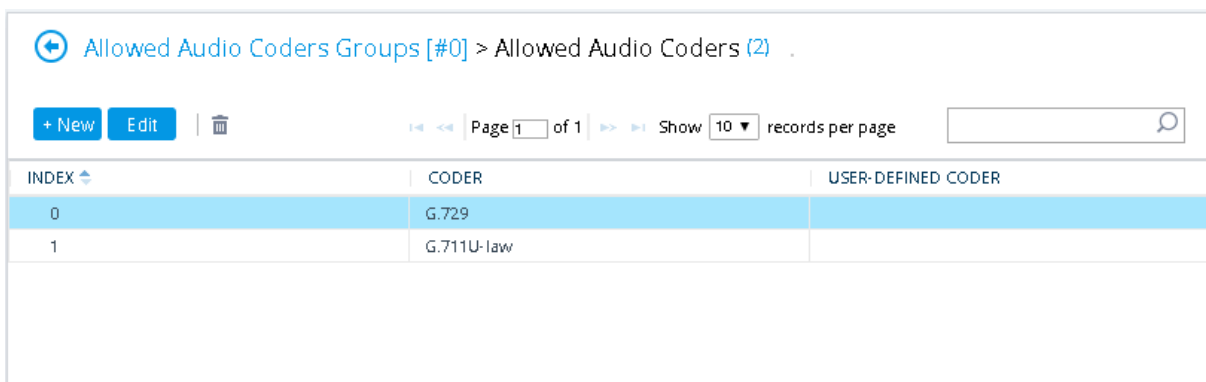 Allowed Audio Coders Groups [#0] > Allowed Audio Coders (2) .
+ New Edit Page 1 of 1 Show 10 records per page
INDEX CODER USER-DEFINED CODER
0 G.729
1 G.711U-law